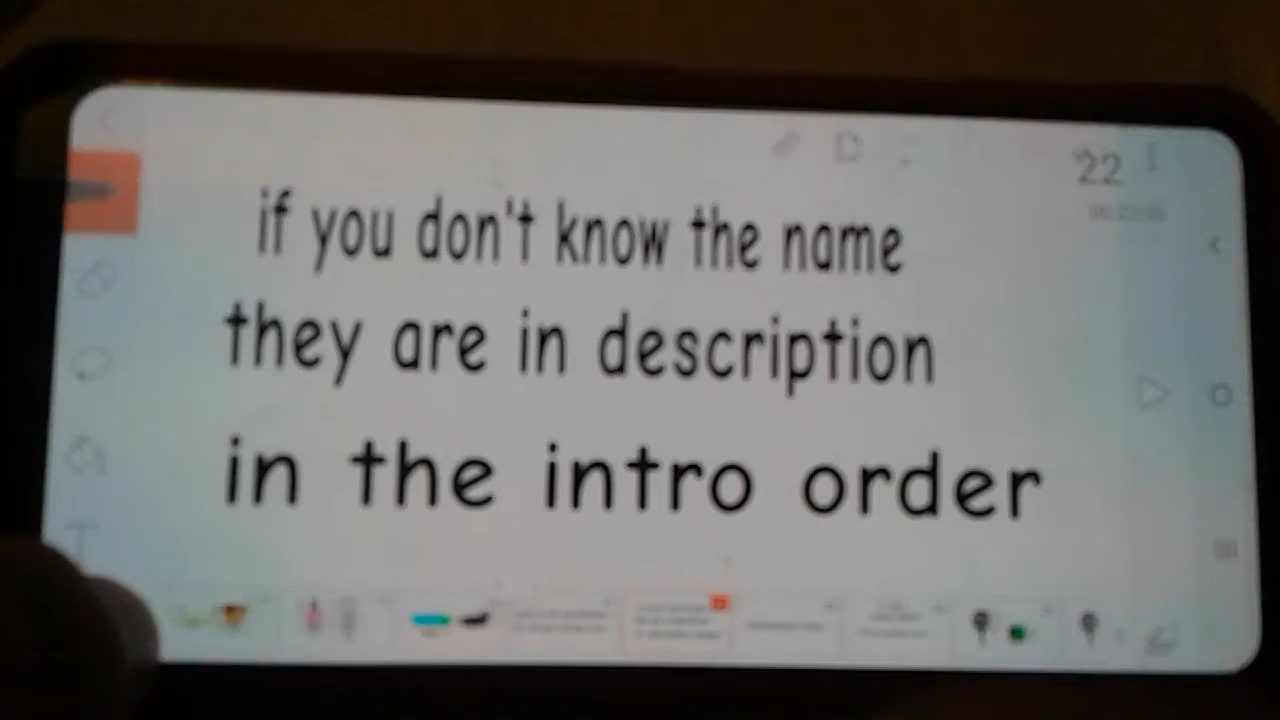 22
if you don't know the name
they are in description
in the intro order